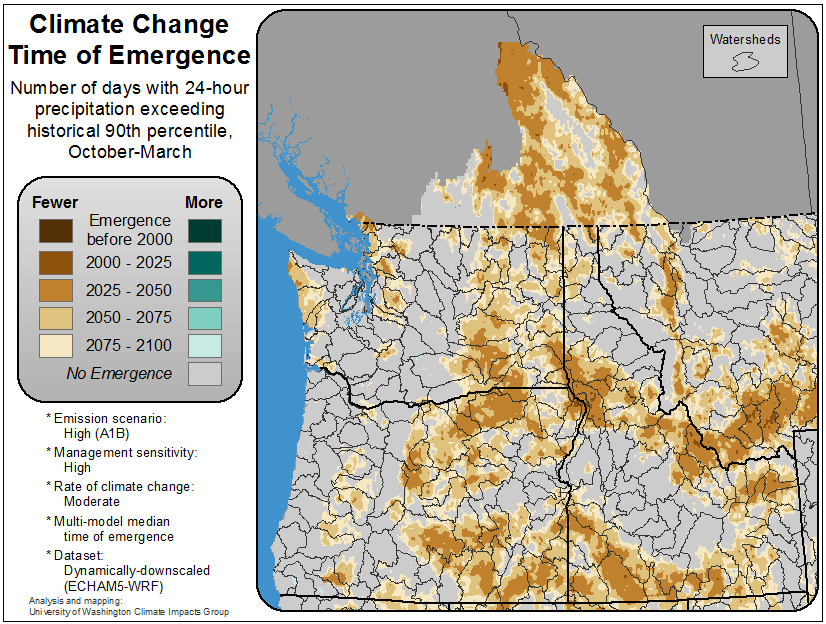 Climate Change
Time of Emergence
Number of days with 24-hour
precipitation exceeding
historical 90th percentile,
October-March
Fewer More
Emergence
before 2000
2000 - 2025
2025 - 2050
2050 - 2075
2075 - 2100
No Emergence
* Emission scenario:
High (A1B)
* Management sensitivity:
High
* Rate of climate change:
Moderate
* Multi-model median
time of emergence
* Dataset:
Dynamically-downscaled
(ECHAM5-WRF)
Analysis and mapping:
University of Washington Climate Impacts Group
Watersheds